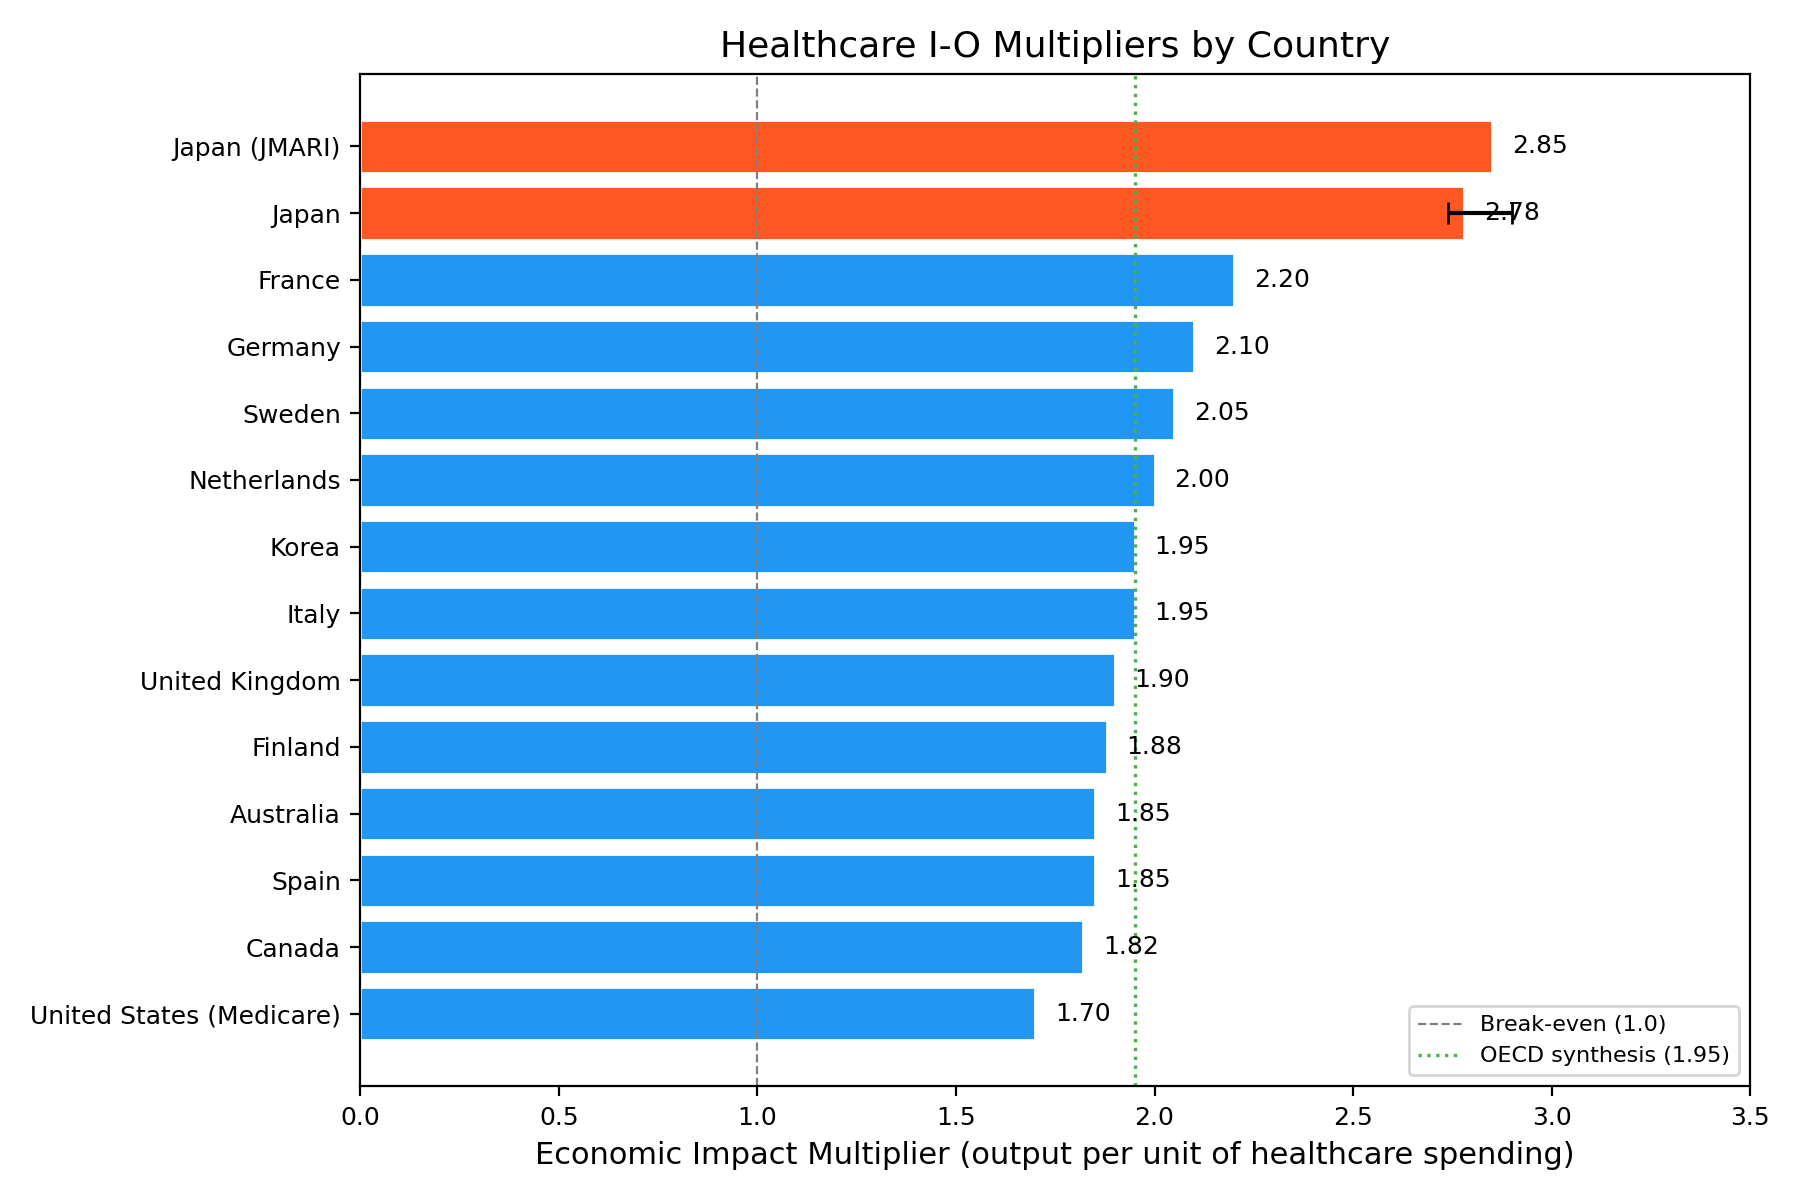 Healthcare I-O Multipliers by Country
Japan (JMARI) 2.85
Japan 2.78
France 2.20
Germany 2.10
Sweden 2.05
Netherlands 2.00
Korea 1.95
Italy 1.95
United Kingdom 1.90
Finland 1.88
Australia 1.85
Spain 1.85
Canada 1.82
United States (Medicare) 1.70
Break-even (1.0)
OECD synthesis (1.95)
0.0 0.5 1.0 1.5 2.0 2.5 3.0 3.5
Economic Impact Multiplier (output per unit of healthcare spending)